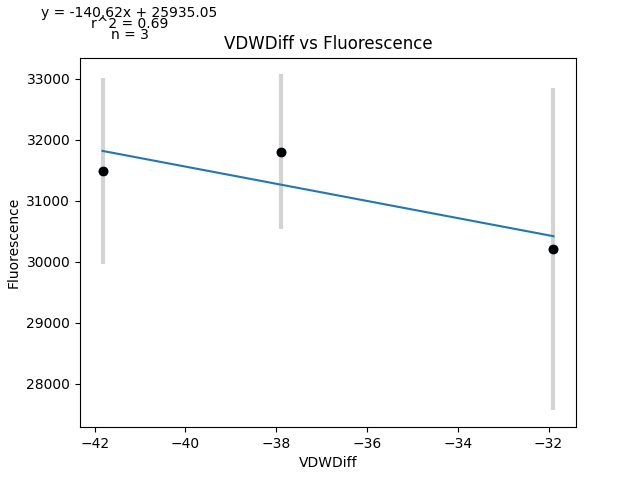 y = -140.62x + 25935.05
r^2 = 0.69
n = 3
VDWDiff vs Fluorescence
33000
32000
31000
30000
29000
28000
Fluorescence
−42
−40
−38
−36
−34
−32
VDWDiff